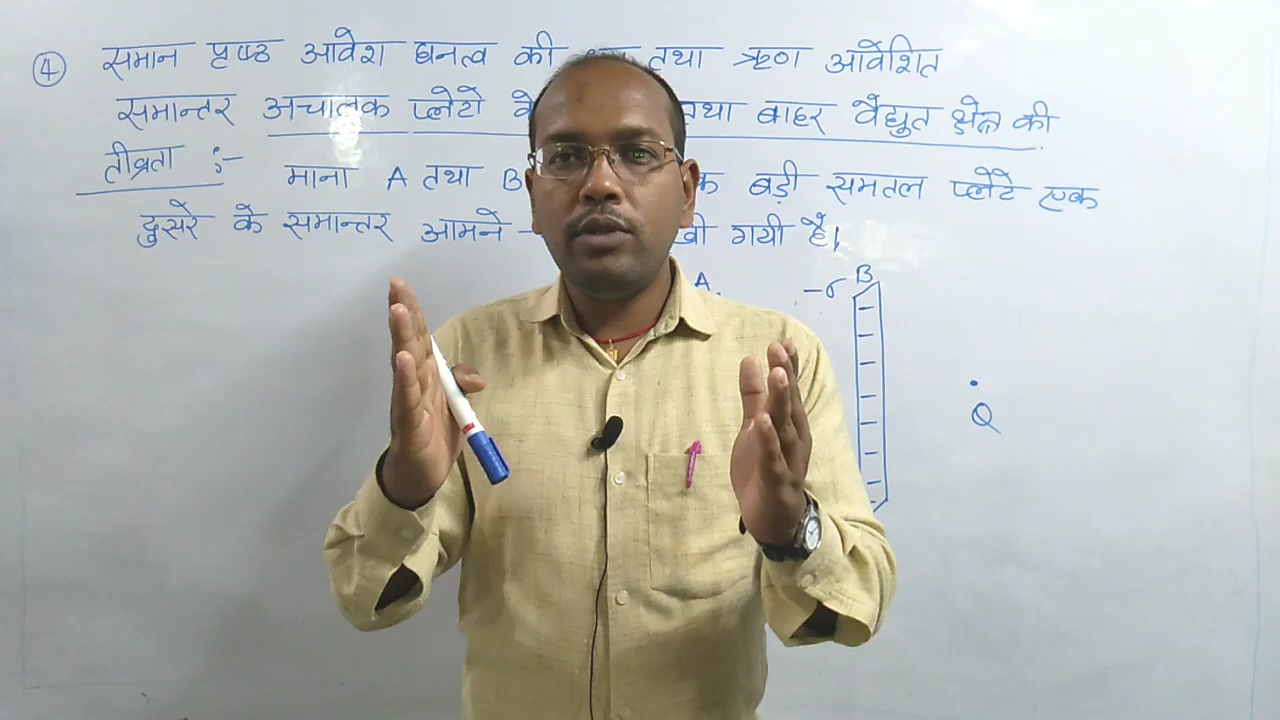 ④ समान पृष्ठ आवेश घनत्व की तथा ऋण आवेशित
समान्तर अचालक प्लेटो के तथा बाहर वैद्युत क्षेत्र की
तीव्रता :-
माना A तथा B बड़ी समतल प्लेटे एक
दुसरे के समान्तर आमने - गयी है।
A
-σ B
Q